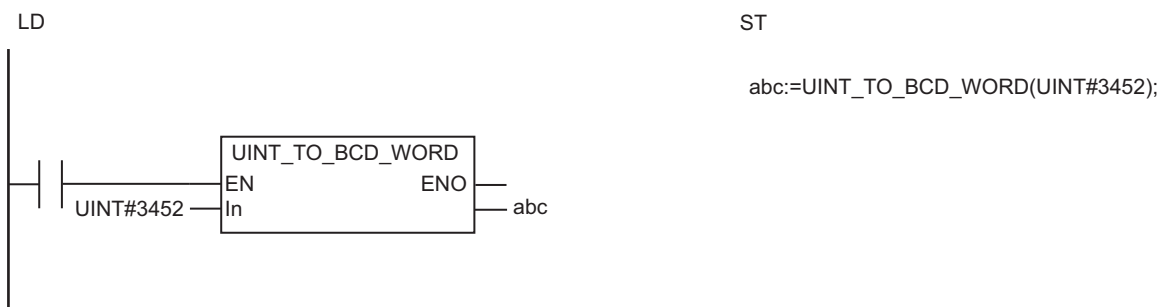 LD
ST
abc:=UINT_TO_BCD_WORD(UINT#3452);
UINT_TO_BCD_WORD
EN ENO
UINT#3452 In abc